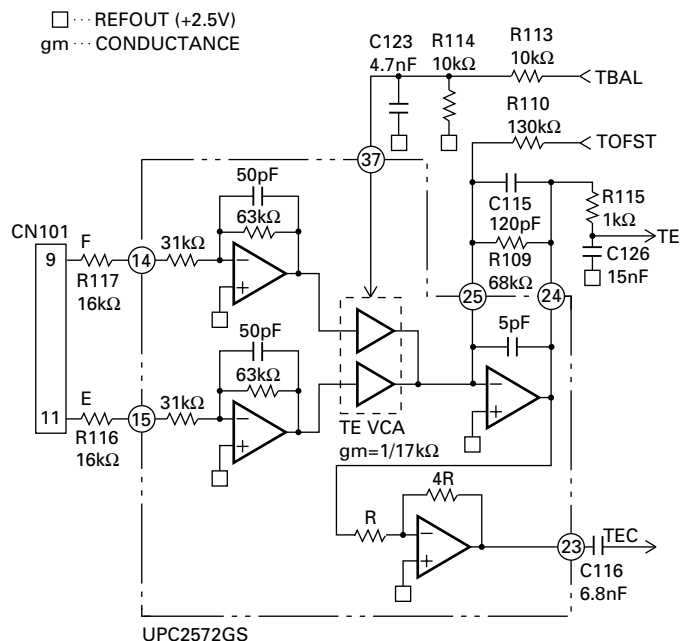 REFOUT (+2.5V)
gm ··· CONDUCTANCE
C123
4.7nF
R114
10kΩ
R113
10kΩ
TBAL
R110
130kΩ
TOFST
37
50pF
63kΩ
C115
120pF
R109
68kΩ
R115
1kΩ
TE
C126
15nF
CN101
9
F
R117
16kΩ
14
31kΩ
25
24
50pF
63kΩ
5pF
11
E
R116
16kΩ
15
31kΩ
TE VCA
gm=1/17kΩ
R
4R
23
TEC
C116
6.8nF
UPC2572GS